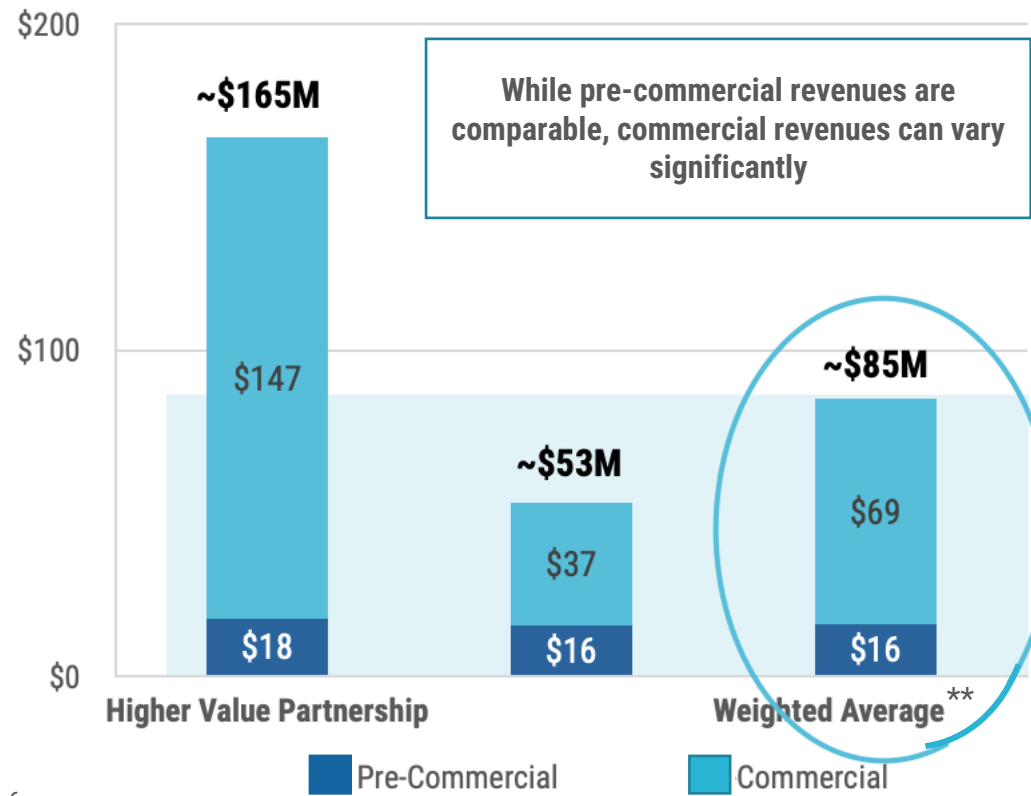 $200
~$165M
While pre-commercial revenues are
comparable, commercial revenues can vary
significantly
$147
$100
~$85M
~$53M
$69
$37
$18
$16
$16
$0
Higher Value Partnership
Weighted Average**
Pre-Commercial
Commercial